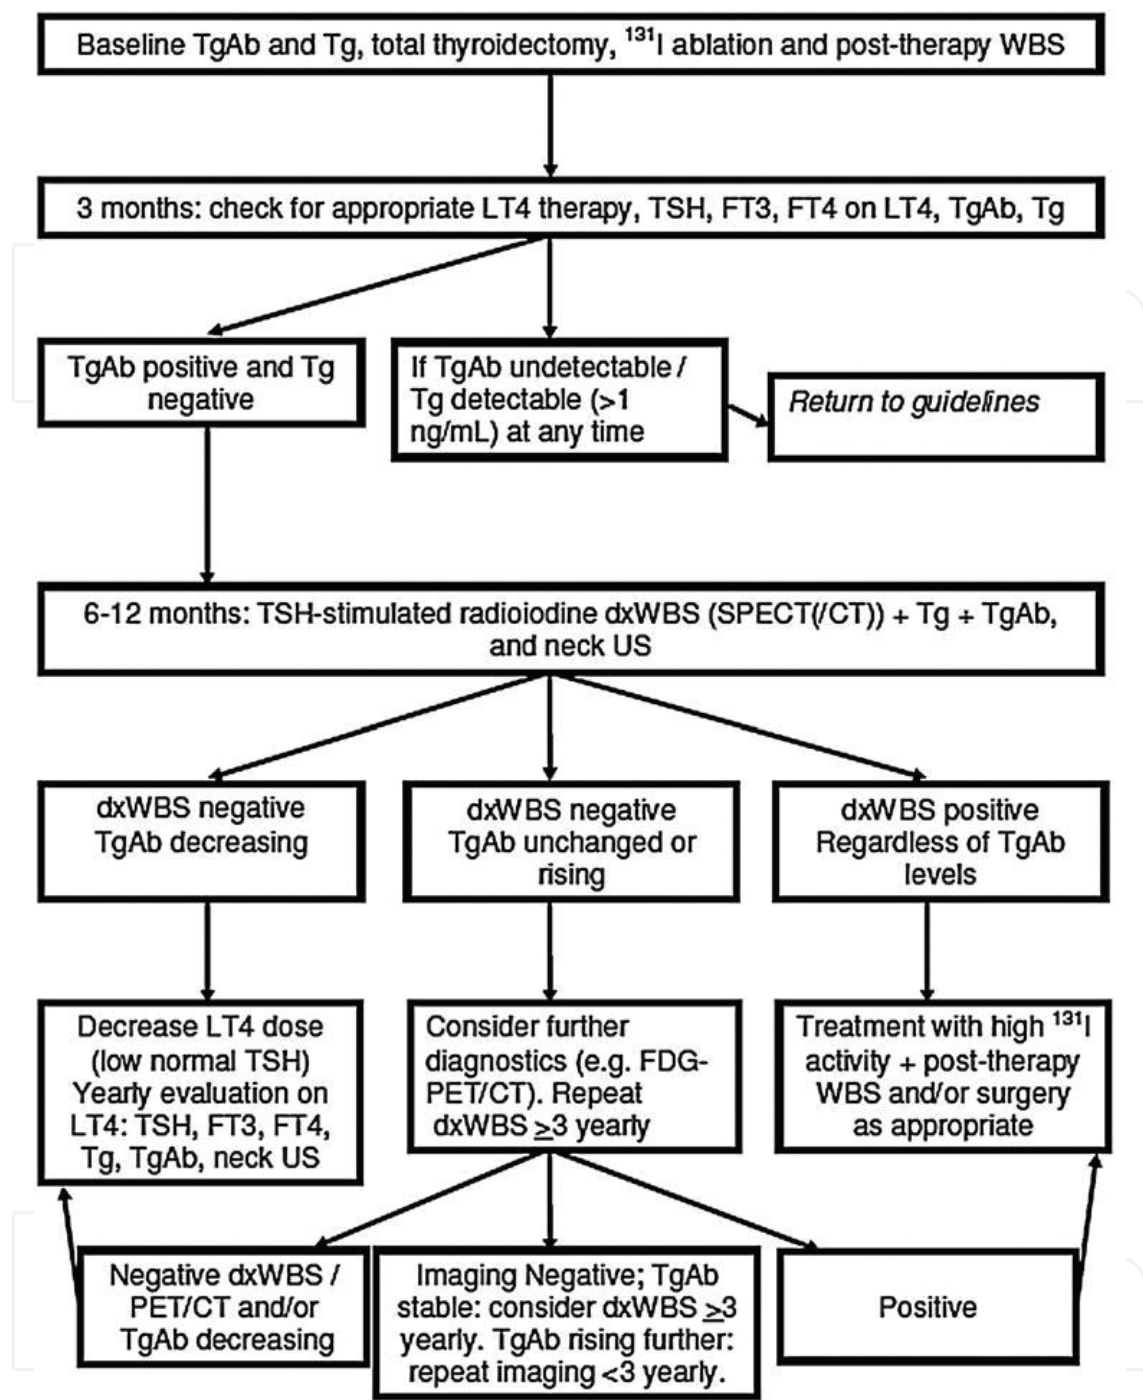 Baseline TgAb and Tg, total thyroidectomy, ¹³¹I ablation and post-therapy WBS
3 months: check for appropriate LT4 therapy, TSH, FT3, FT4 on LT4, TgAb, Tg
TgAb positive and Tg
negative
If TgAb undetectable /
Tg detectable (>1
ng/mL) at any time
Return to guidelines
6-12 months: TSH-stimulated radioiodine dxWBS (SPECT(/CT)) + Tg + TgAb,
and neck US
dxWBS negative
TgAb decreasing
dxWBS negative
TgAb unchanged or
rising
dxWBS positive
Regardless of TgAb
levels
Decrease LT4 dose
(low normal TSH)
Yearly evaluation on
LT4: TSH, FT3, FT4,
Tg, TgAb, neck US
Consider further
diagnostics (e.g. FDG-
PET/CT). Repeat
dxWBS ≥3 yearly
Treatment with high ¹³¹I
activity + post-therapy
WBS and/or surgery
as appropriate
Negative dxWBS /
PET/CT and/or
TgAb decreasing
Imaging Negative; TgAb
stable: consider dxWBS ≥3
yearly. TgAb rising further:
repeat imaging <3 yearly.
Positive